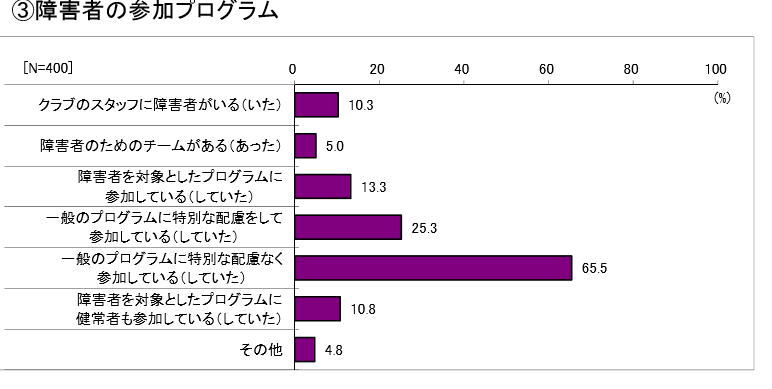 ③障害者の参加プログラム
[N=400]
0 20 40 60 80 100
(%)
クラブのスタッフに障害者がいる(いた) 10.3
障害者のためのチームがある(あった) 5.0
障害者を対象としたプログラムに
参加している(していた) 13.3
一般のプログラムに特別な配慮をして
参加している(していた) 25.3
一般のプログラムに特別な配慮なく
参加している(していた) 65.5
障害者を対象としたプログラムに
健常者も参加している(していた) 10.8
その他 4.8